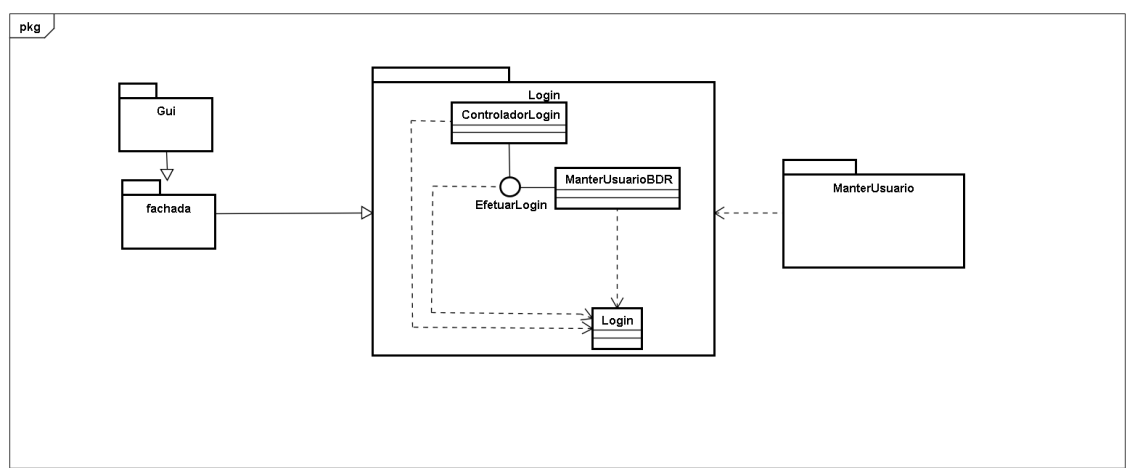 pkg
Gui
fachada
Login
ControladorLogin
ManterUsuarioBDR
EfetuarLogin
Login
ManterUsuario